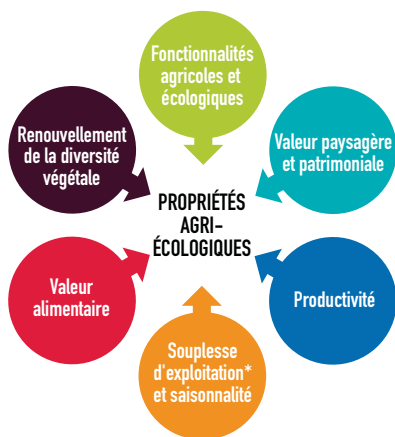 Fonctionnalités
agricoles et
écologiques
Renouvellement
de la diversité
végétale
Valeur paysagère
et patrimoniale
PROPRIÉTÉS
AGRI-
ÉCOLOGIQUES
Valeur
alimentaire
Productivité
Souplesse
d'exploitation*
et saisonnalité